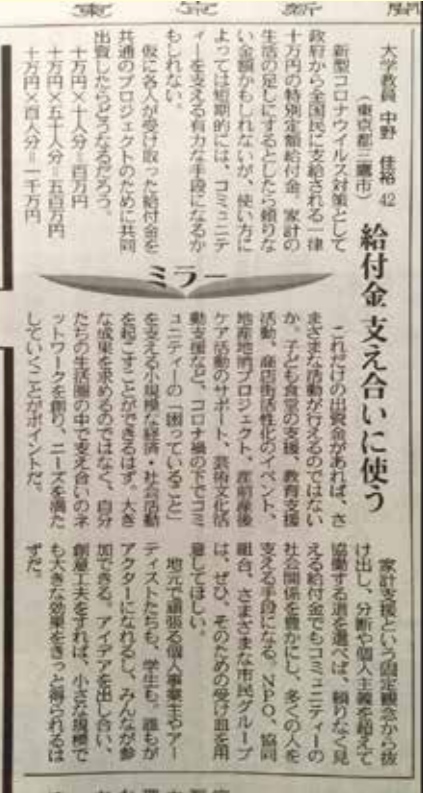 東京新聞
給付金 支え合いに使う
大学教員 中野 佳裕 42
(東京都三鷹市)
新型コロナウイルス対策として
政府から全国民に支給される一律
十万円の特別定額給付金。家計の
生活の足しにするとしたら頼りな
い金額かもしれないが、使い方に
よっては短期的には、コミュニテ
ィーを支える有力な手段になるか
もしれない。
仮に各人が受け取った給付金を
共通のプロジェクトのために共同
出資したらどうなるだろう。
十万円×十人分＝百万円
十万円×五十人分＝五百万円
十万円×百人分＝一千万円
ミラー
これだけの出資金があれば、さ
まざまな活動が行えるのではない
か。子ども食堂の支援、教育支援
活動、商店街活性化のイベント、
地産地消プロジェクト、産前産後
ケア活動のサポート、芸術文化活
動支援など、コロナ禍の下でコミ
ュニティーの「困っていること」
を支える小規模な経済・社会活動
を起こすことができるはず。大き
な成果を求めるのではなく、自分
たちの生活圏の中で支え合いのネ
ットワークを創り、ニーズを満た
していくことがポイントだ。
家計支援という固定観念から抜
け出し、分断や個人主義を超えて
協働する道を選べば、頼りなく見
える給付金でもコミュニティーの
社会関係を豊かにし、多くの人を
支える手段になる。NPO、協同
組合、さまざまな市民グループ
は、ぜひ、そのための受け皿を用
意してほしい。
地元で頑張る個人事業主やアー
ティストたちも、学生も。誰もが
アクターになれるし、みんなが参
加できる。アイデアを出し合い、
創意工夫をすれば、小さな規模で
も大きな効果をきっと得られるは
ずだ。